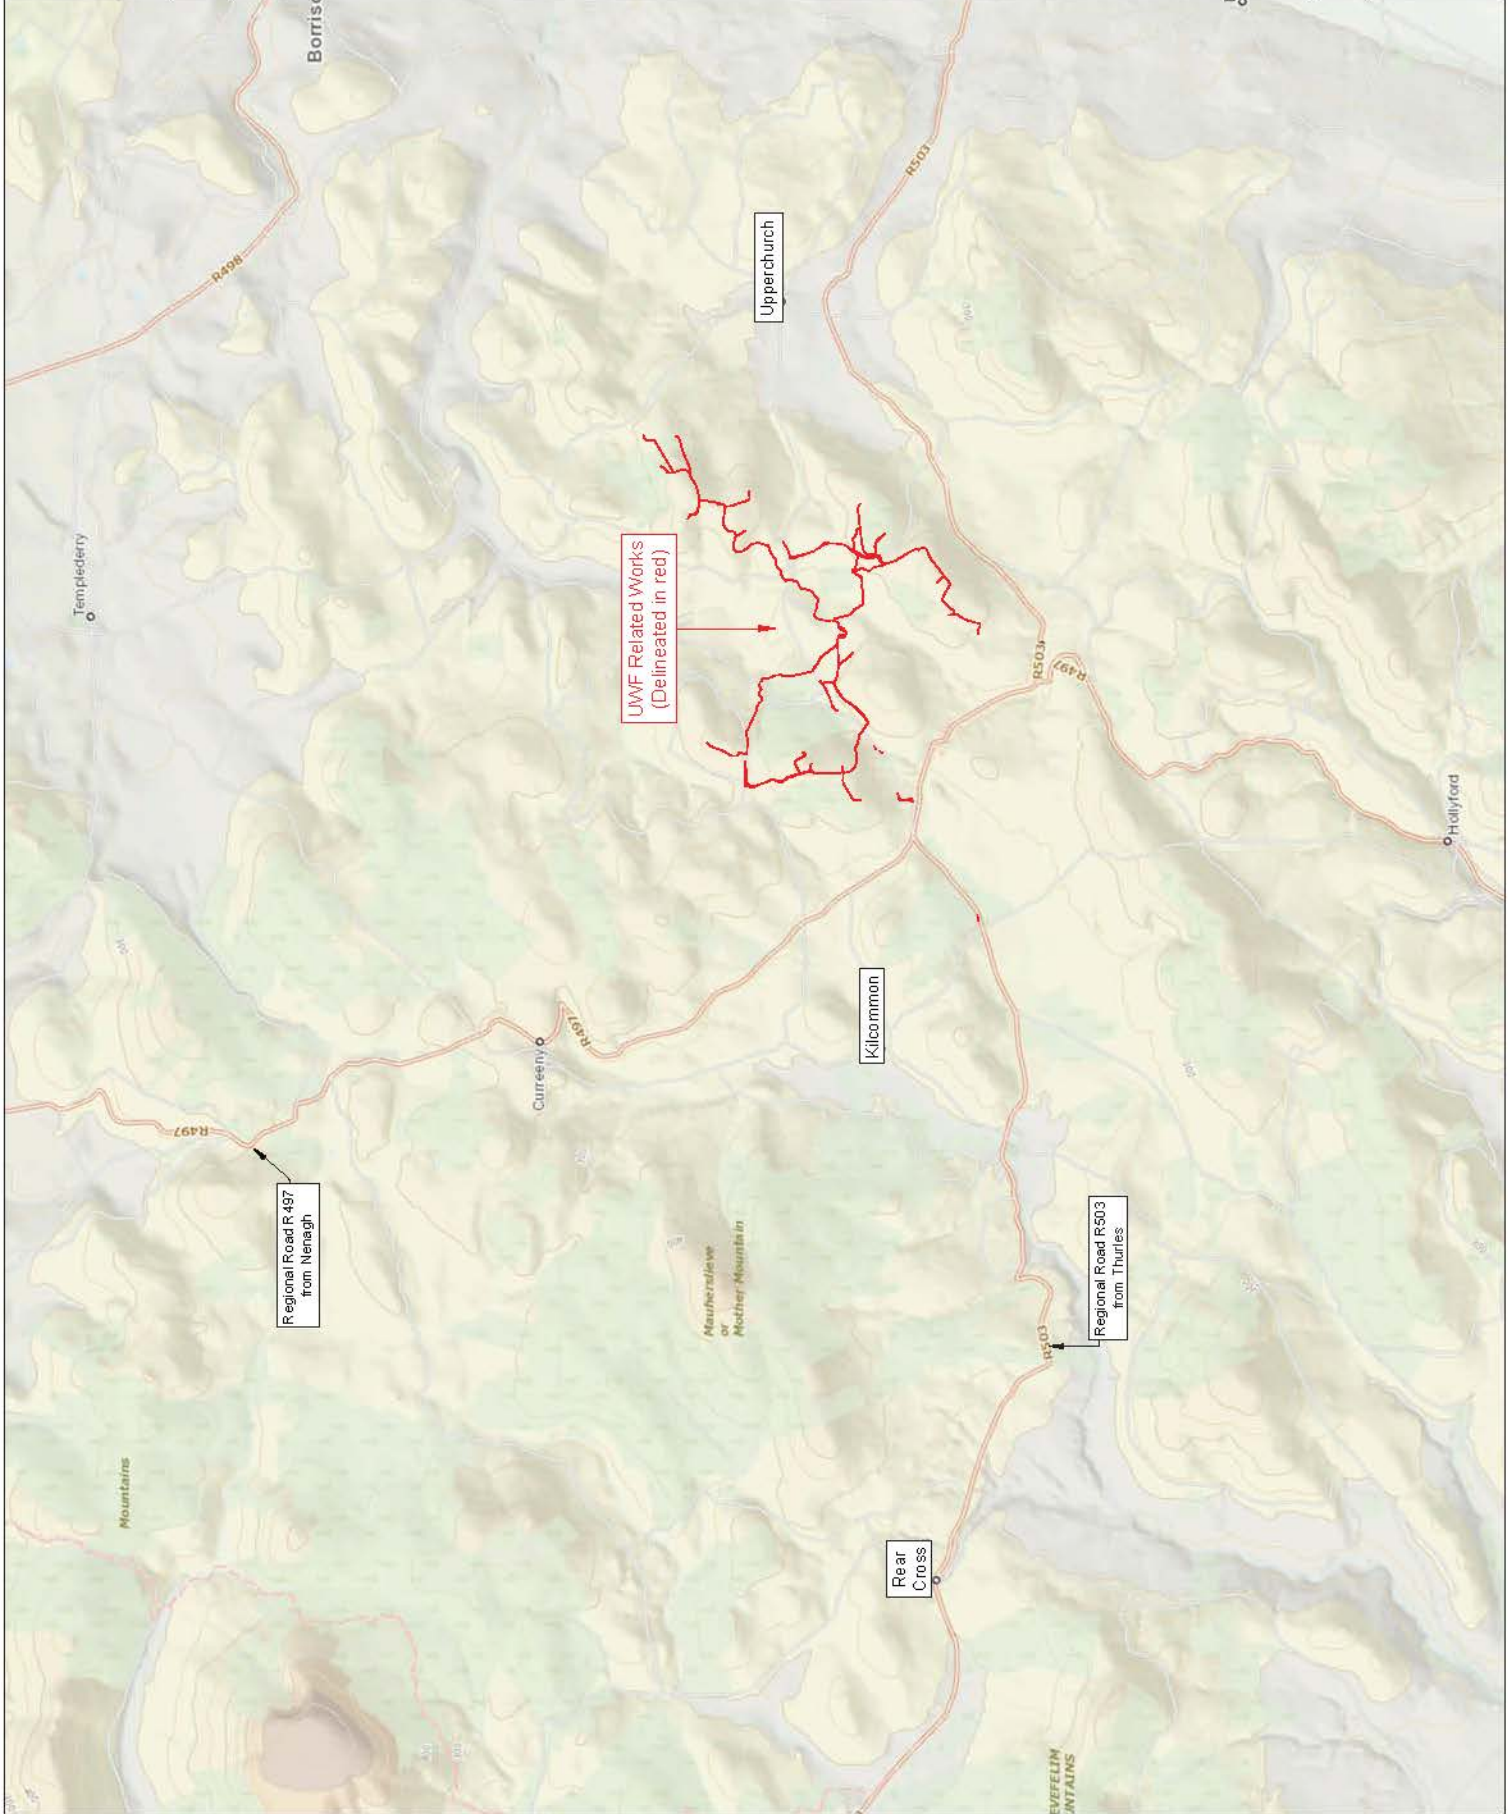 Mountains
R497
Regional Road R497
from Nenagh
Templederry
R498
Curreeny
R497
Mauherslieve
or
Mother Mountain
UWF Related Works
(Delineated in red)
Upperchurch
Rear
Cross
Kilcommon
R503
R503
Regional Road R503
from Thurles
R503
R497
Hollyford